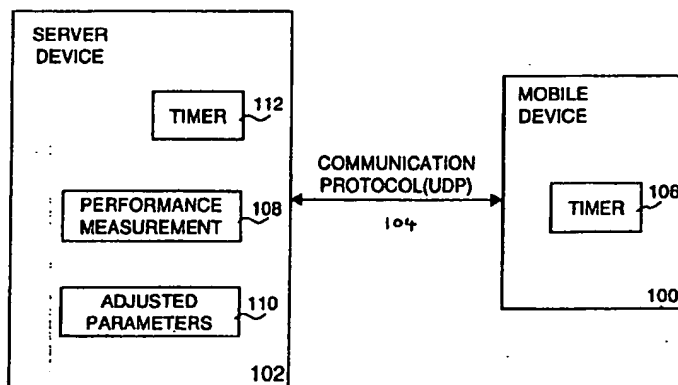 SERVER
DEVICE
TIMER
112
PERFORMANCE
MEASUREMENT
108
ADJUSTED
PARAMETERS
110
102
COMMUNICATION
PROTOCOL(UDP)
104
MOBILE
DEVICE
TIMER
106
100